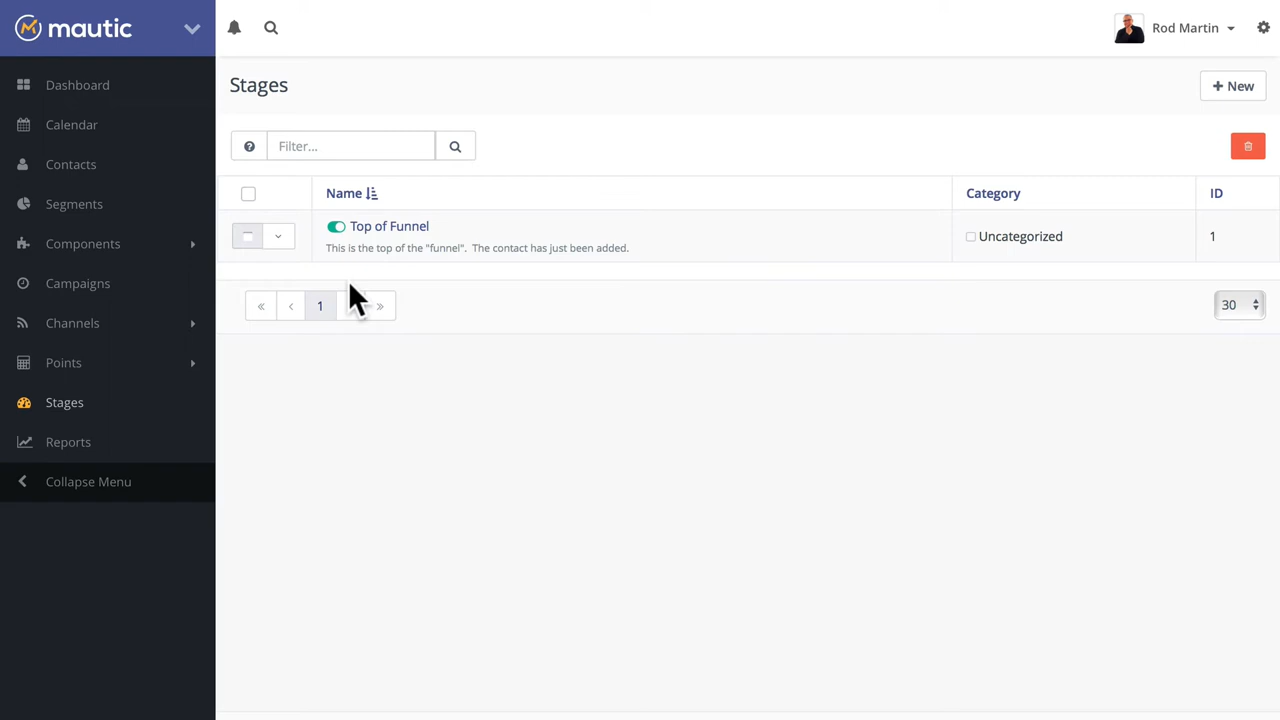 mautic
Rod Martin
Dashboard
Calendar
Contacts
Segments
Components
Campaigns
Channels
Points
Stages
Reports
Collapse Menu
Stages
+ New
Filter...
Name
Category
ID
Top of Funnel
This is the top of the "funnel". The contact has just been added.
Uncategorized
1
« ‹ 1 »
30